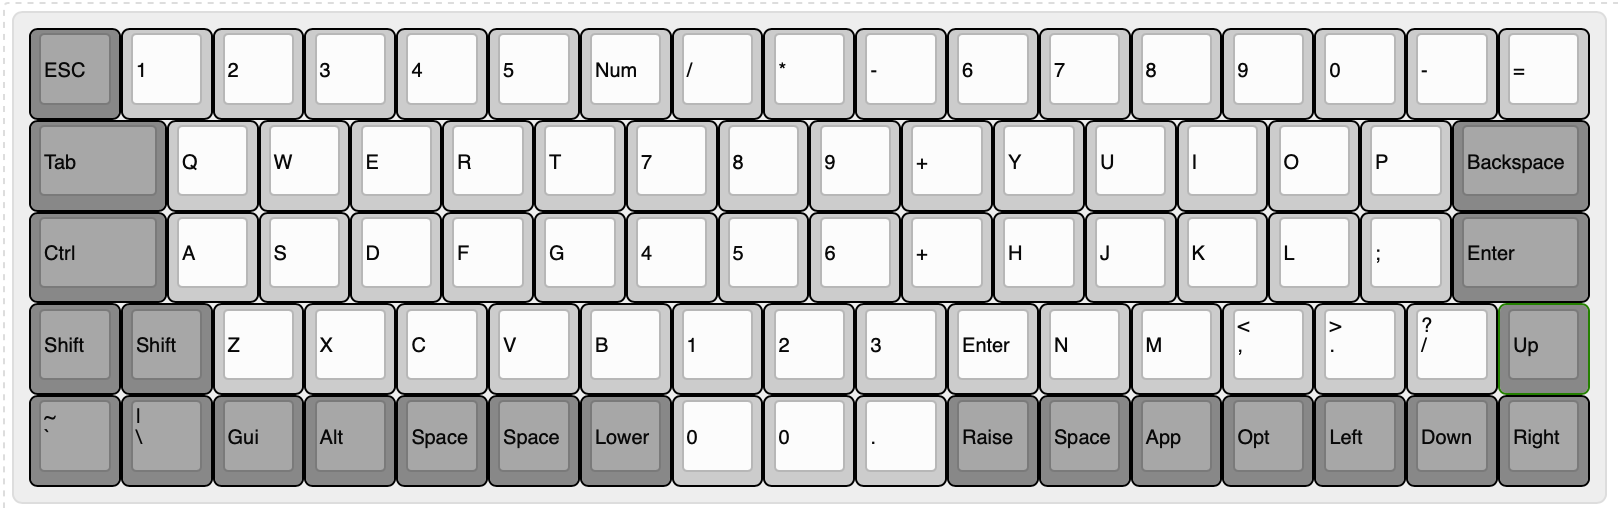 ESC 1 2 3 4 5 Num / * - 6 7 8 9 0 - =
Tab Q W E R T 7 8 9 + Y U I O P Backspace
Ctrl A S D F G 4 5 6 + H J K L ; Enter
Shift Shift Z X C V B 1 2 3 Enter N M < , > . ? / Up
~ ` | \ Gui Alt Space Space Lower 0 0 . Raise Space App Opt Left Down Right